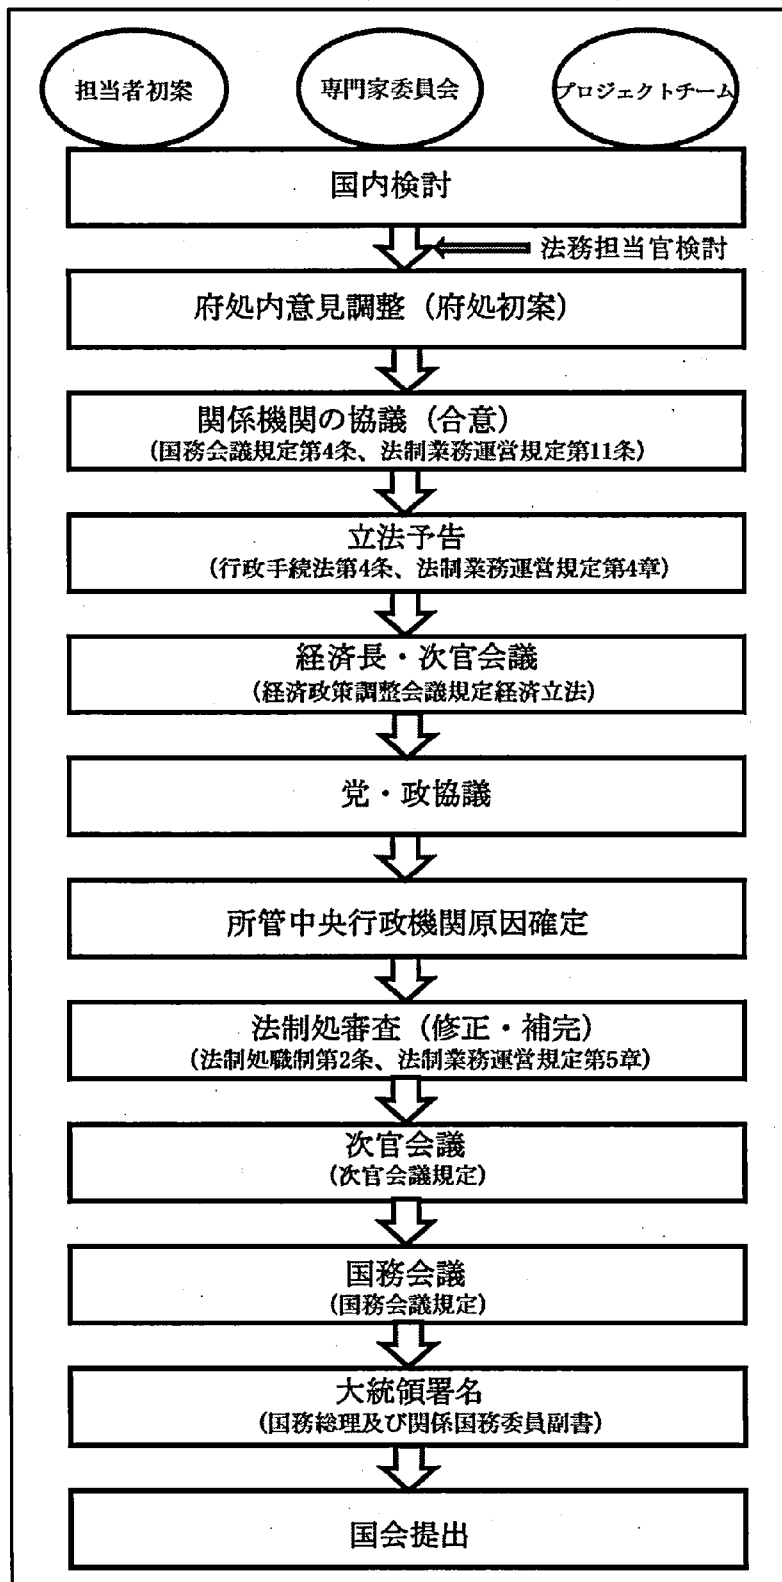 担当者初案
専門家委員会
プロジェクトチーム
国内検討
法務担当官検討
府処内意見調整（府処初案）
関係機関の協議（合意）
(国務会議規定第4条、法制業務運営規定第11条)
立法予告
(行政手続法第4条、法制業務運営規定第4章)
経済長・次官会議
(経済政策調整会議規定経済立法)
党・政協議
所管中央行政機関原因確定
法制処審査（修正・補完）
(法制処職制第2条、法制業務運営規定第5章)
次官会議
(次官会議規定)
国務会議
(国務会議規定)
大統領署名
(国務総理及び関係国務委員副書)
国会提出